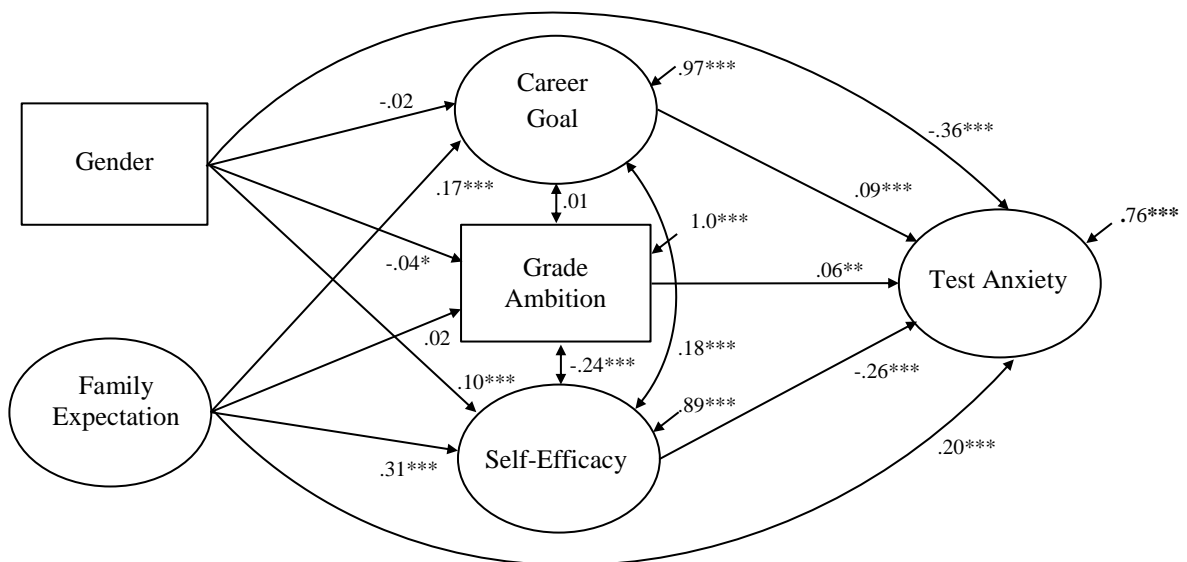 Career
Goal
.97***
-.02
Gender
-.36***
.17***
.09***
.01
1.0***
.76***
-.04*
Grade
Ambition
.06**
Test Anxiety
.02
Family
Expectation
.10***
-.24***
.18***
-.26***
.89***
.31***
Self-Efficacy
.20***